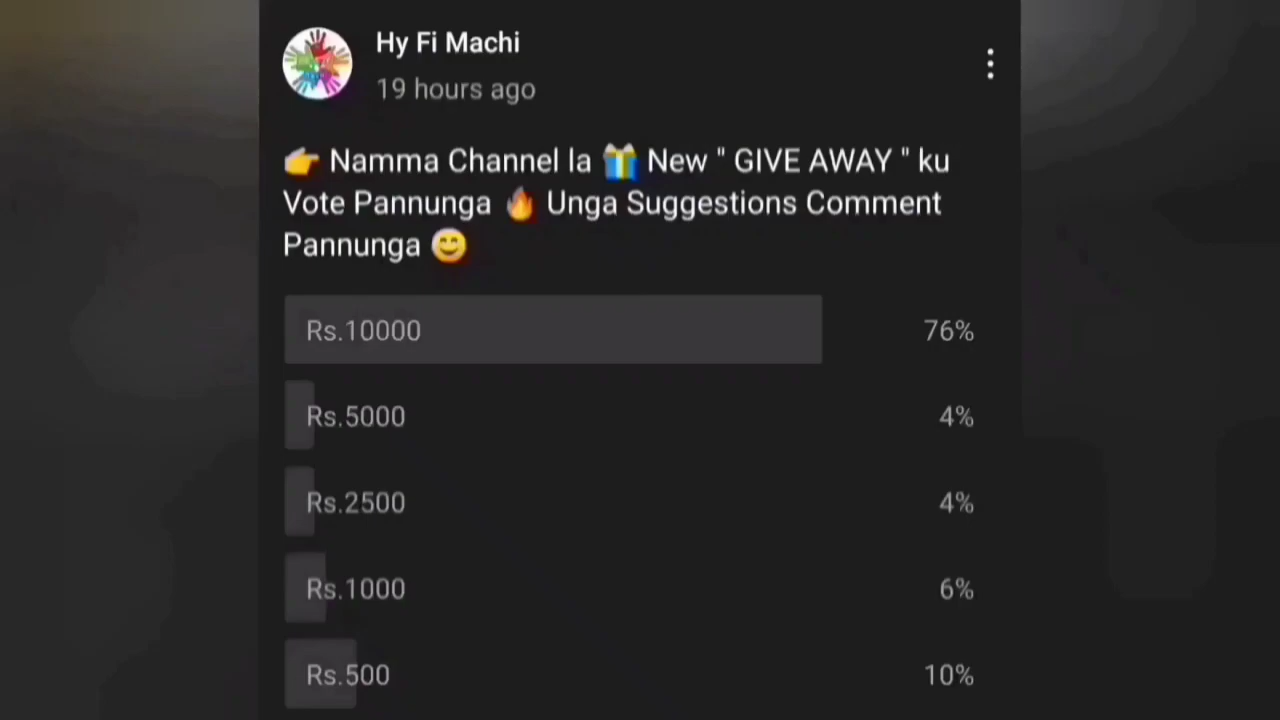 Hy Fi Machi
19 hours ago
👉 Namma Channel la 🎁 New " GIVE AWAY " ku
Vote Pannunga 🔥 Unga Suggestions Comment
Pannunga 😊
Rs.10000 76%
Rs.5000 4%
Rs.2500 4%
Rs.1000 6%
Rs.500 10%